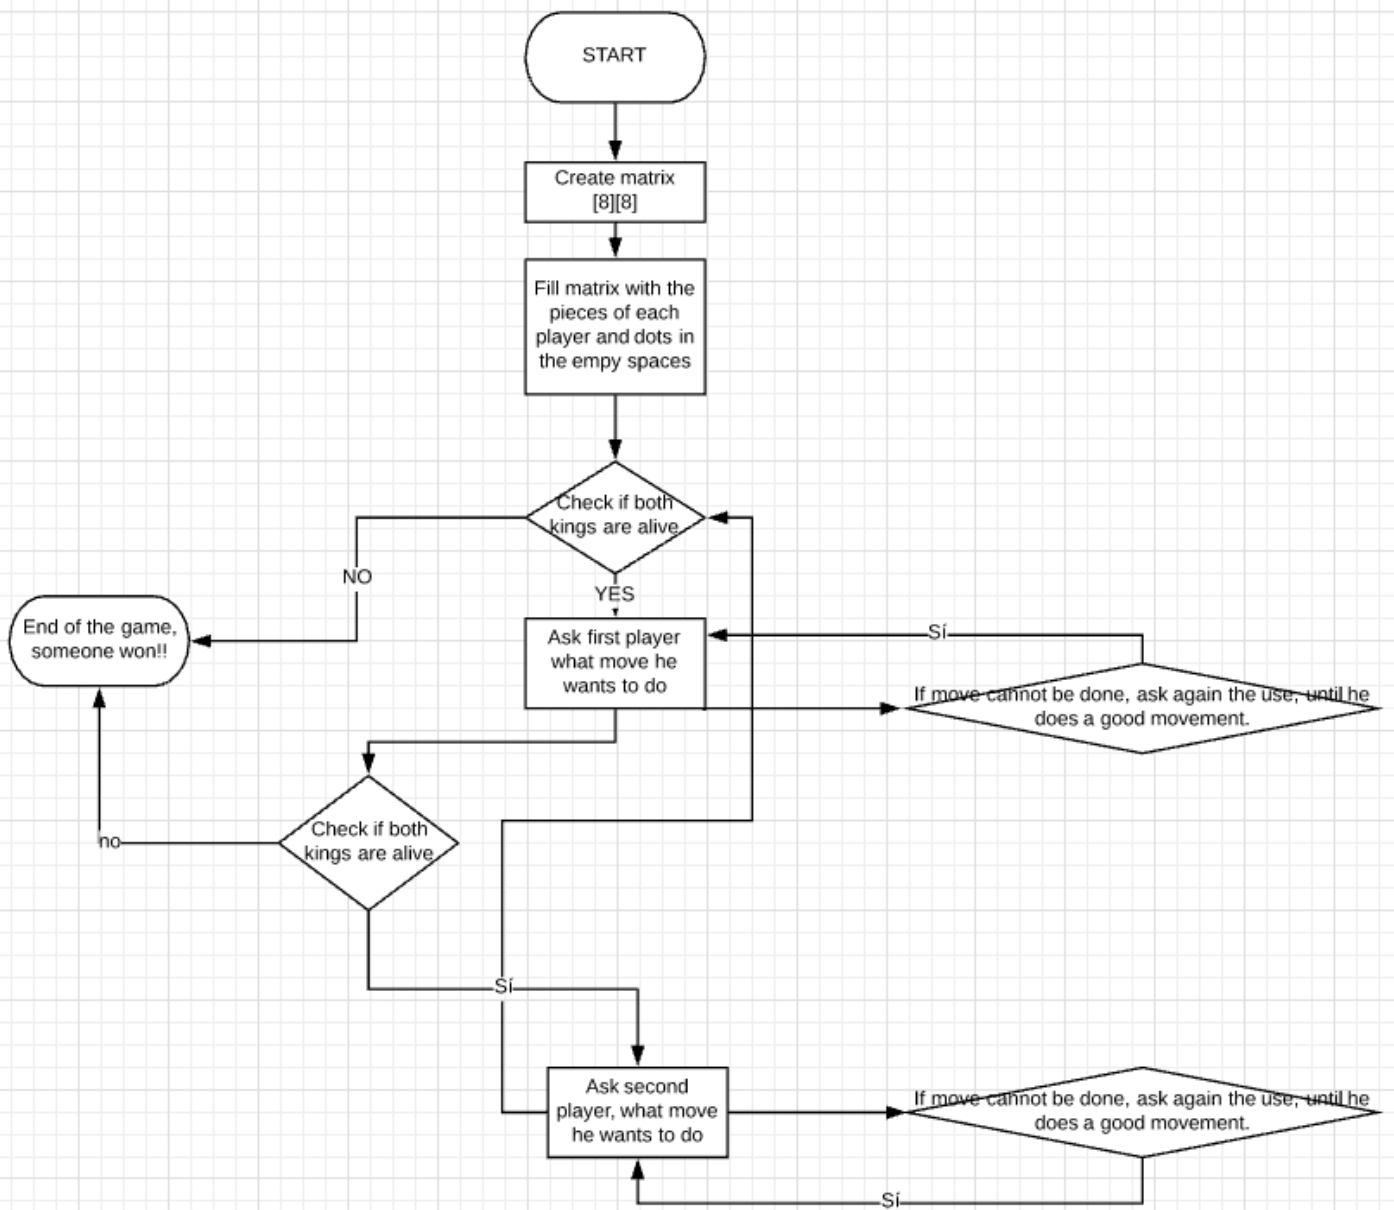 START
Create matrix
[8][8]
Fill matrix with the
pieces of each
player and dots in
the empy spaces
Check if both
kings are alive
NO
YES
End of the game,
someone won!!
Ask first player
what move he
wants to do
Sí
If move cannot be done, ask again the use, until he
does a good movement.
Check if both
kings are alive
no
Sí
Ask second
player, what move
he wants to do
If move cannot be done, ask again the use, until he
does a good movement.
Sí